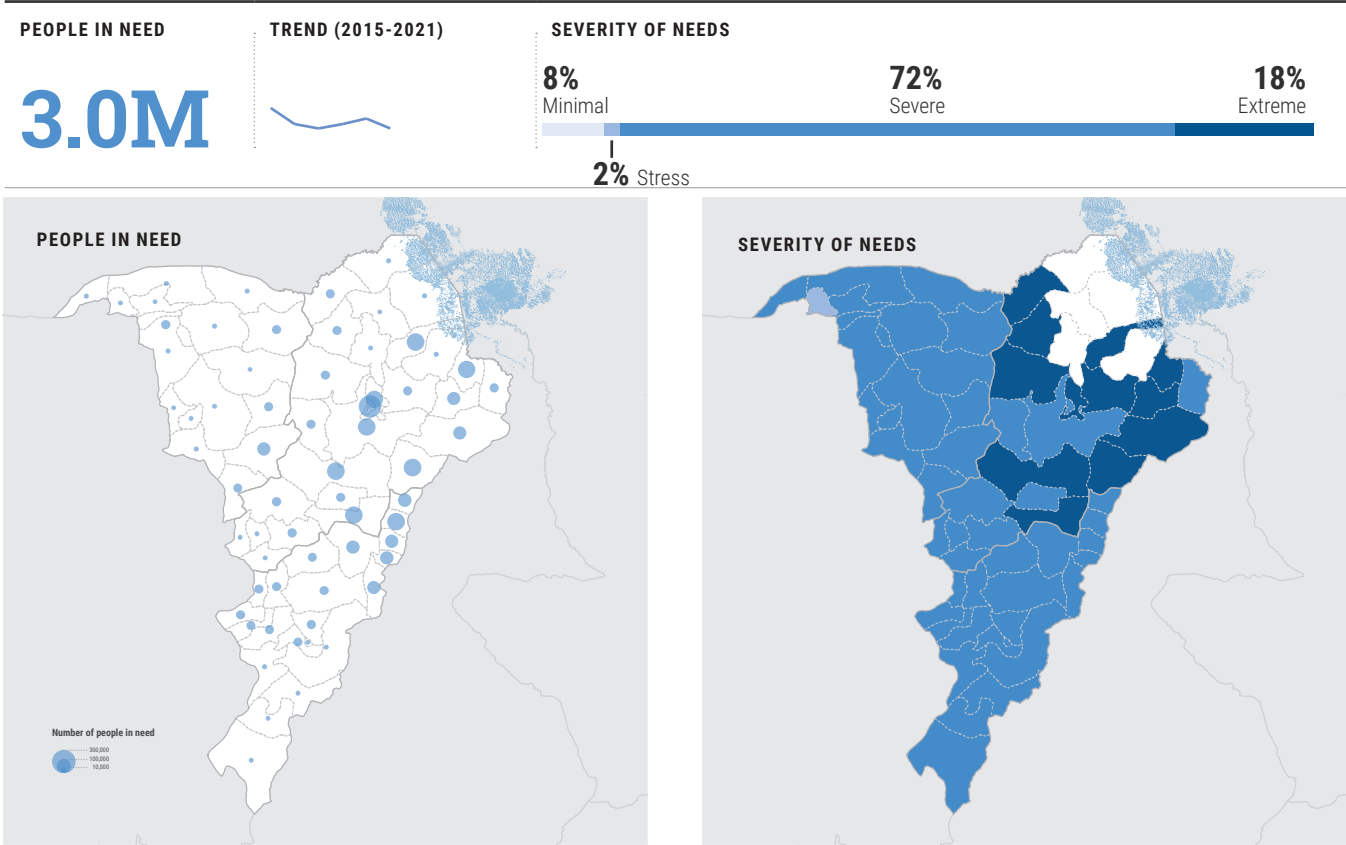 PEOPLE IN NEED
3.0M
TREND (2015-2021)
SEVERITY OF NEEDS
8%
Minimal
72%
Severe
18%
Extreme
2% Stress
PEOPLE IN NEED
Number of people in need
300,000
100,000
10,000
SEVERITY OF NEEDS